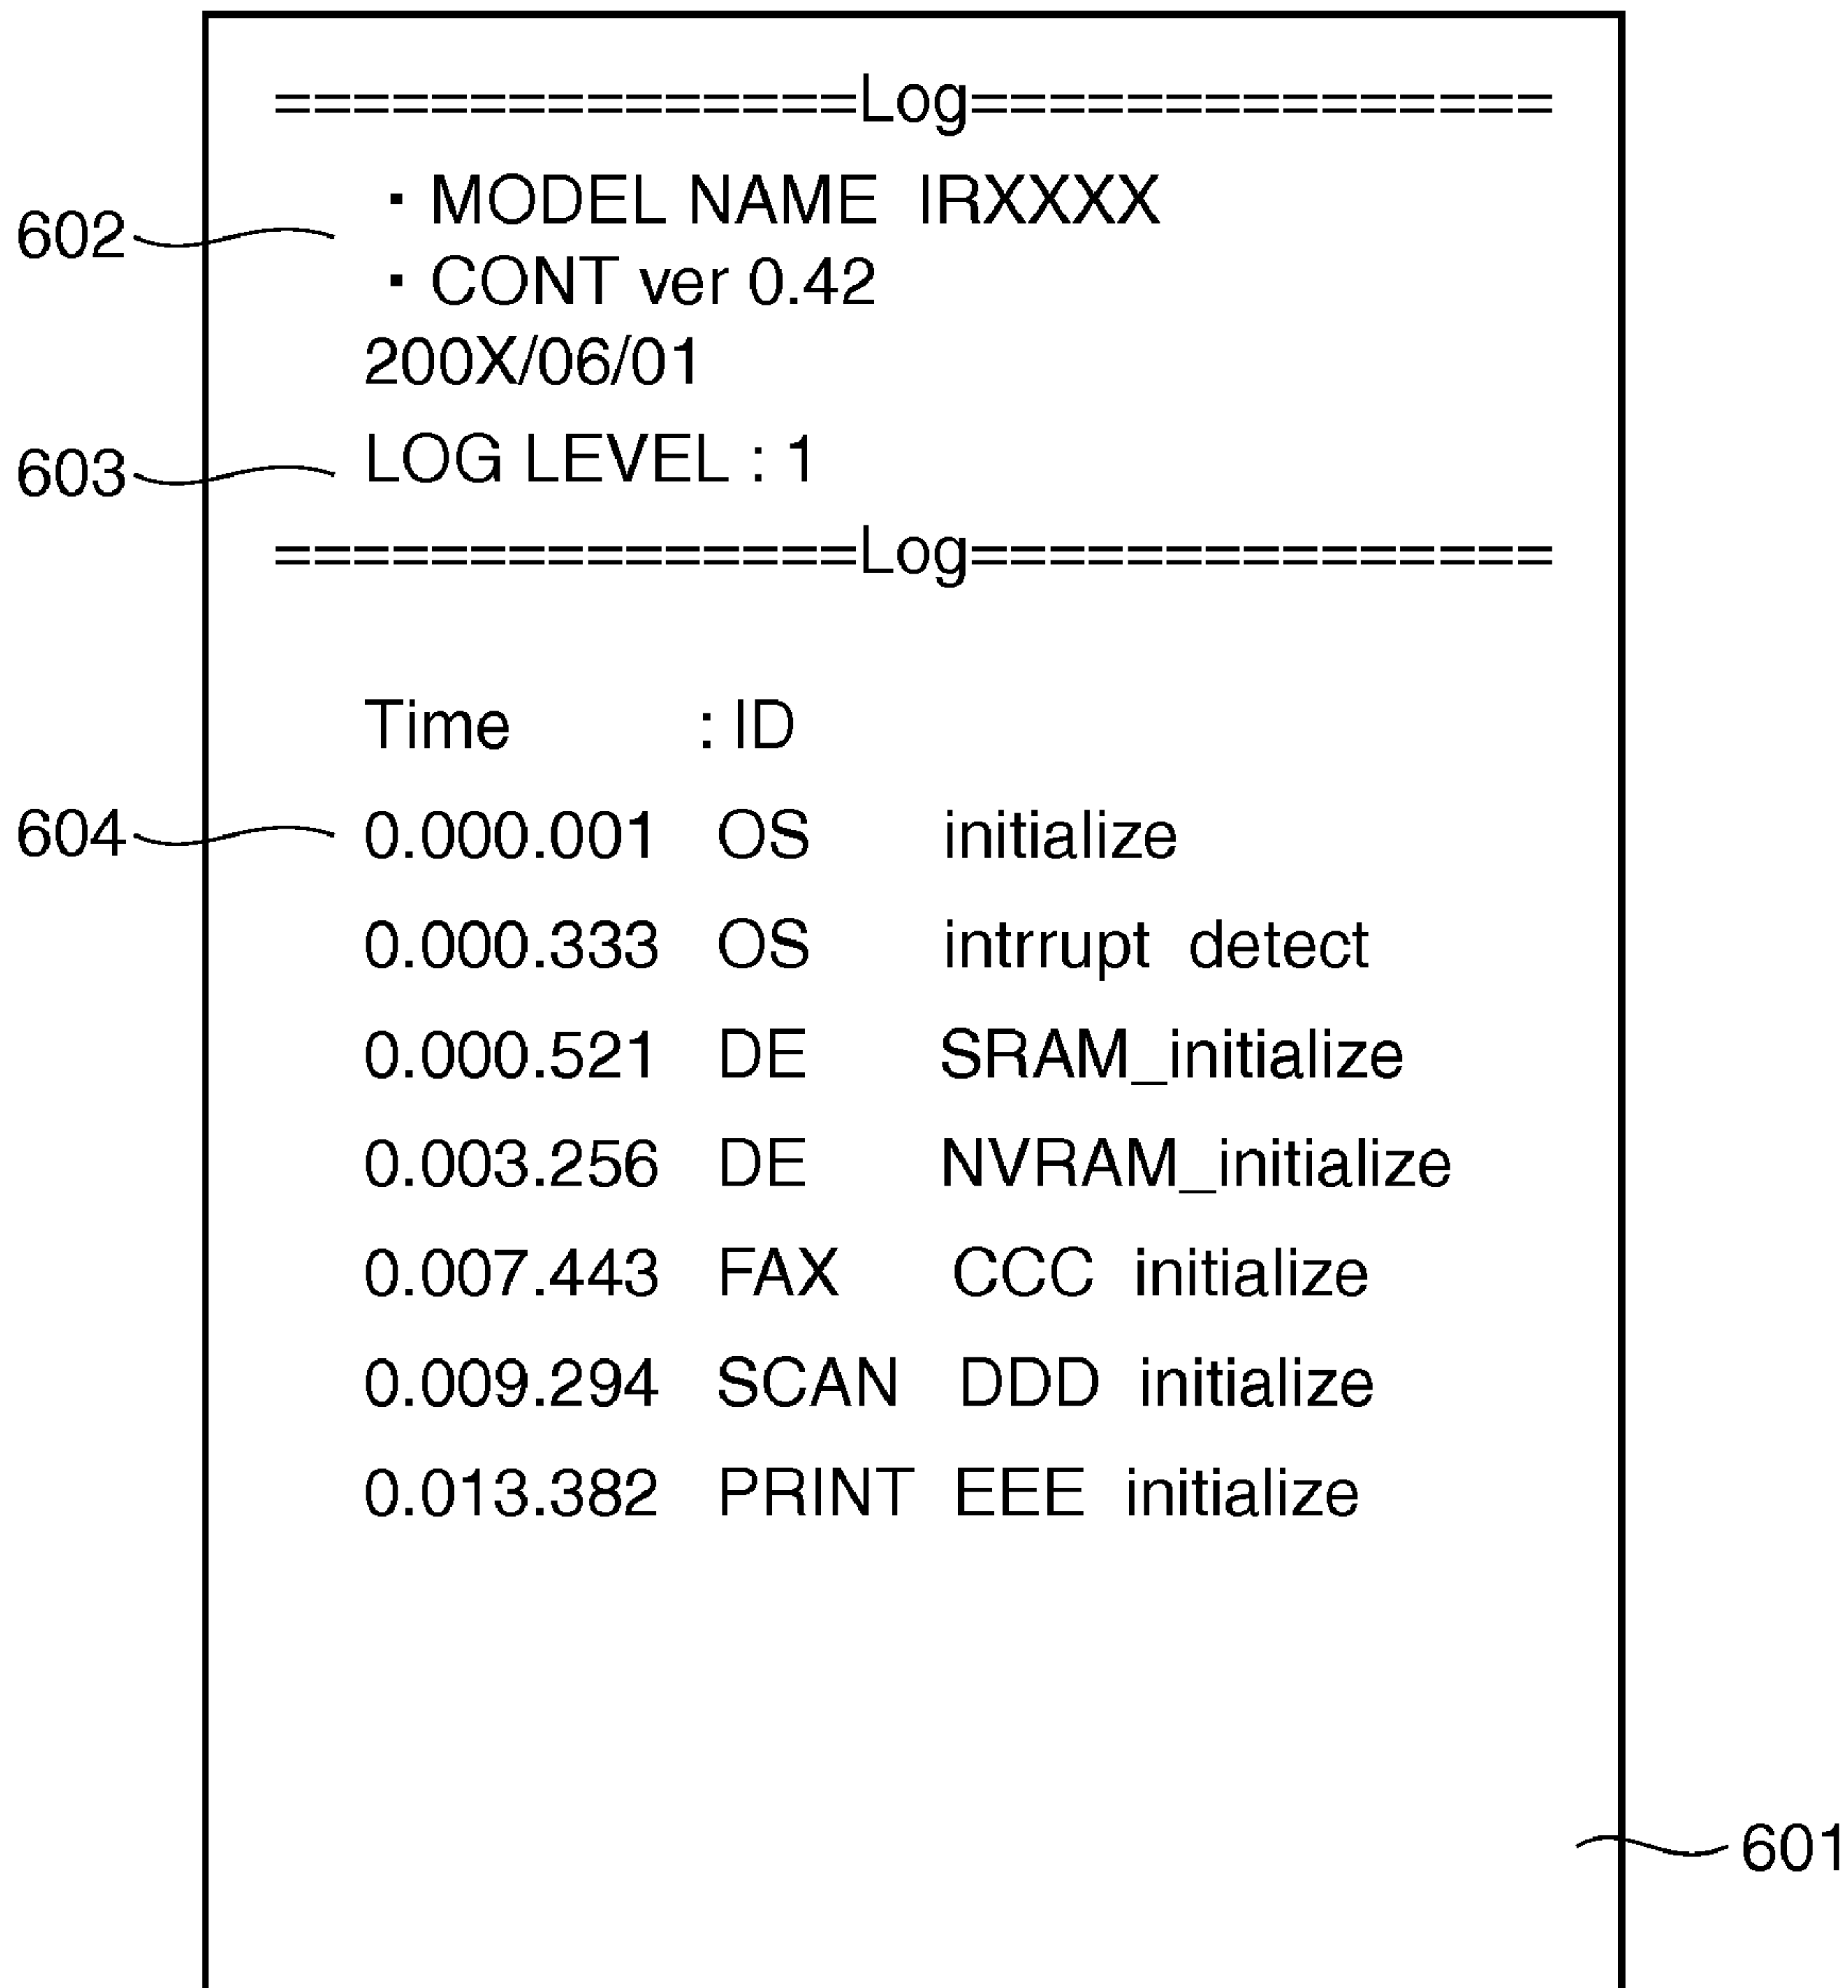 ===============Log===============
▪ MODEL NAME IRXXXX
602
▪ CONT ver 0.42
200X/06/01
603 LOG LEVEL : 1
===============Log===============
Time : ID
604 0.000.001 OS initialize
0.000.333 OS intrrupt detect
0.000.521 DE SRAM_initialize
0.003.256 DE NVRAM_initialize
0.007.443 FAX CCC initialize
0.009.294 SCAN DDD initialize
0.013.382 PRINT EEE initialize
601